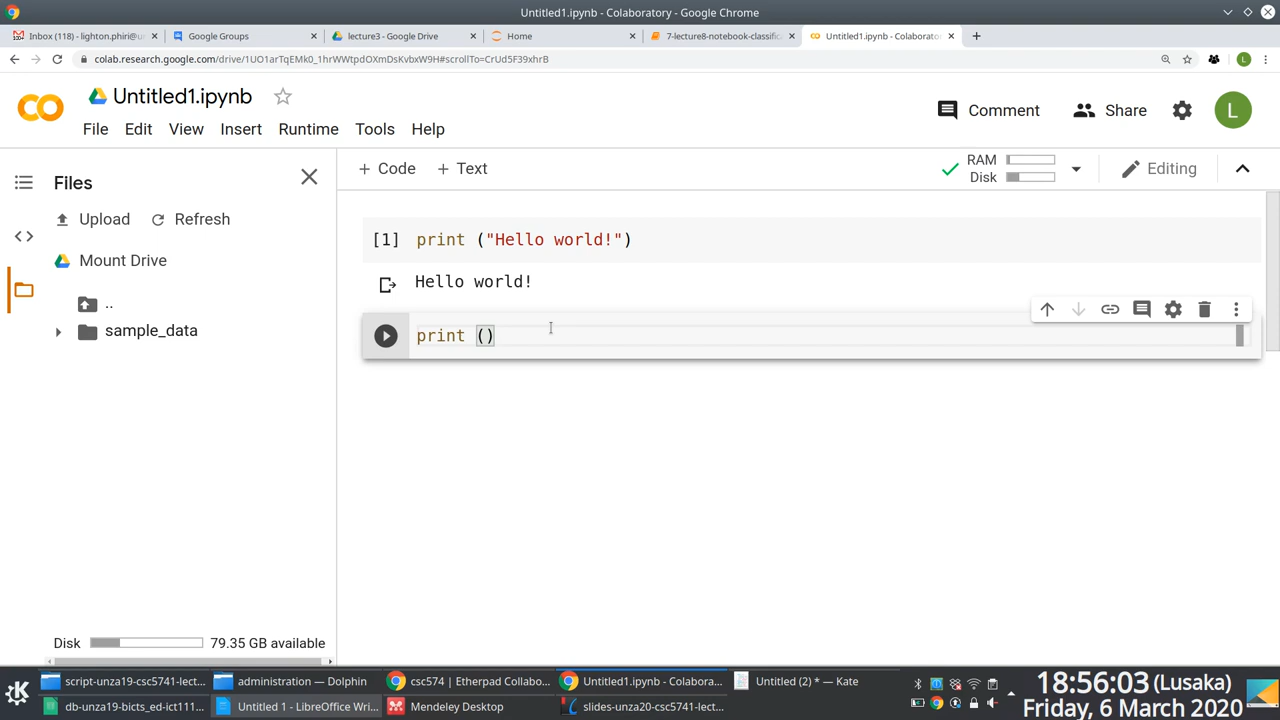 Untitled1.ipynb - Colaboratory - Google Chrome
Inbox (118) - lighton.phiri@u
Google Groups
lecture3 - Google Drive
Home
7-lecture8-notebook-classific
Untitled1.ipynb - Colaborato
colab.research.google.com/drive/1UO1arTqEMk0_1hrWWtpdOXmDsKvbxW9H#scrollTo=CrUd5F39xhrB
L
CO
Untitled1.ipynb
Comment
Share
L
File Edit View Insert Runtime Tools Help
Files
+ Code + Text
RAM
Disk
Editing
Upload Refresh
Mount Drive
..
sample_data
[1] print ("Hello world!")
Hello world!
print ()
Disk 79.35 GB available
script-unza19-csc5741-lect...
administration — Dolphin
csc574 | Etherpad Collabo...
Untitled1.ipynb - Colabora...
Untitled (2) * — Kate
db-unza19-bicts_ed-ict111...
Untitled 1 - LibreOffice Wri...
Mendeley Desktop
slides-unza20-csc5741-lect...
18:56:03 (Lusaka)
Friday, 6 March 2020